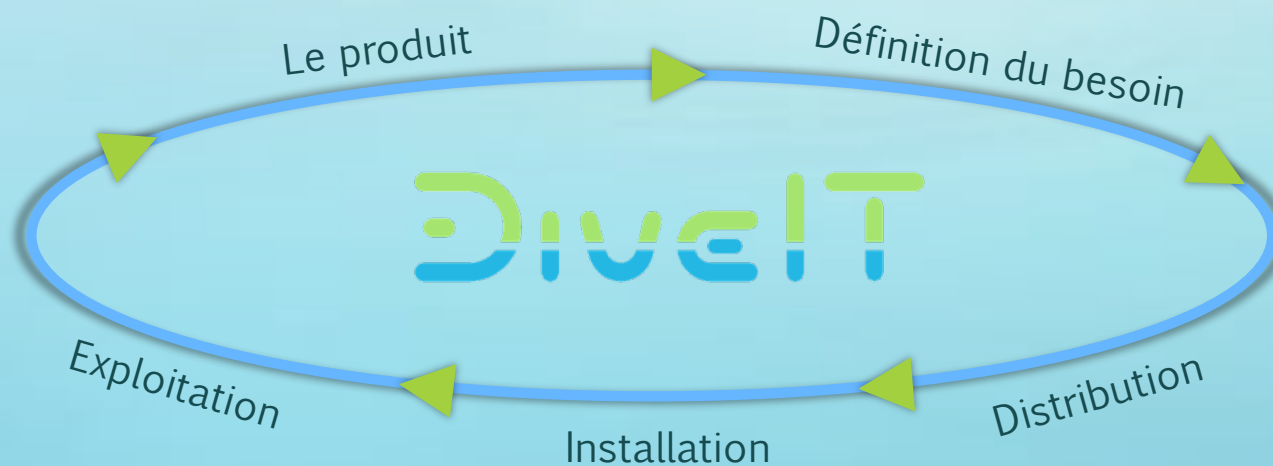 Le produit
Définition du besoin
DiveIT
Exploitation
Distribution
Installation